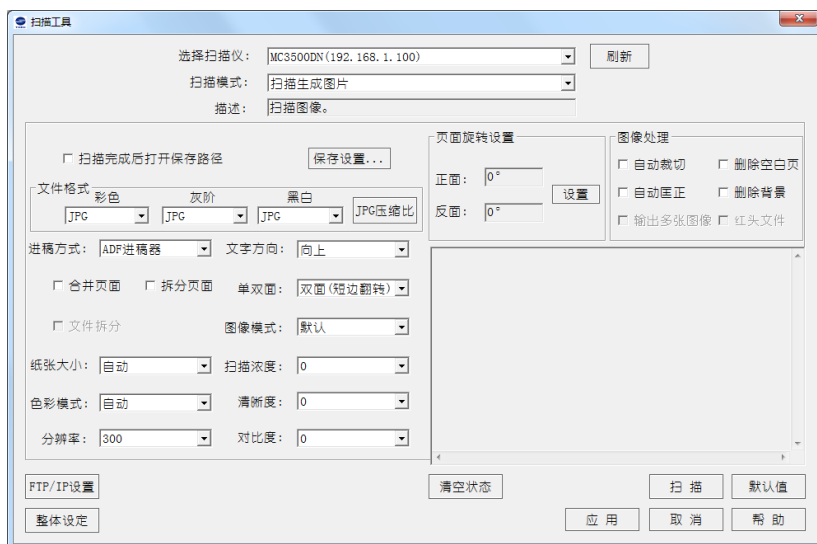 扫描工具
选择扫描仪: MC3500DN(192.168.1.100) 刷新
扫描模式: 扫描生成图片
描述: 扫描图像。
扫描完成后打开保存路径 保存设置...
文件格式
彩色 灰阶 黑白
JPG JPG JPG JPG压缩比
页面旋转设置
正面: 0°
反面: 0°
设置
图像处理
自动裁切 删除空白页
自动匡正 删除背景
输出多张图像 红头文件
进稿方式: ADF进稿器 文字方向: 向上
合并页面 拆分页面 单双面: 双面(短边翻转)
文件拆分 图像模式: 默认
纸张大小: 自动 扫描浓度: 0
色彩模式: 自动 清晰度: 0
分辨率: 300 对比度: 0
FTP/IP设置 清空状态 扫 描 默认值
整体设定 应 用 取 消 帮 助